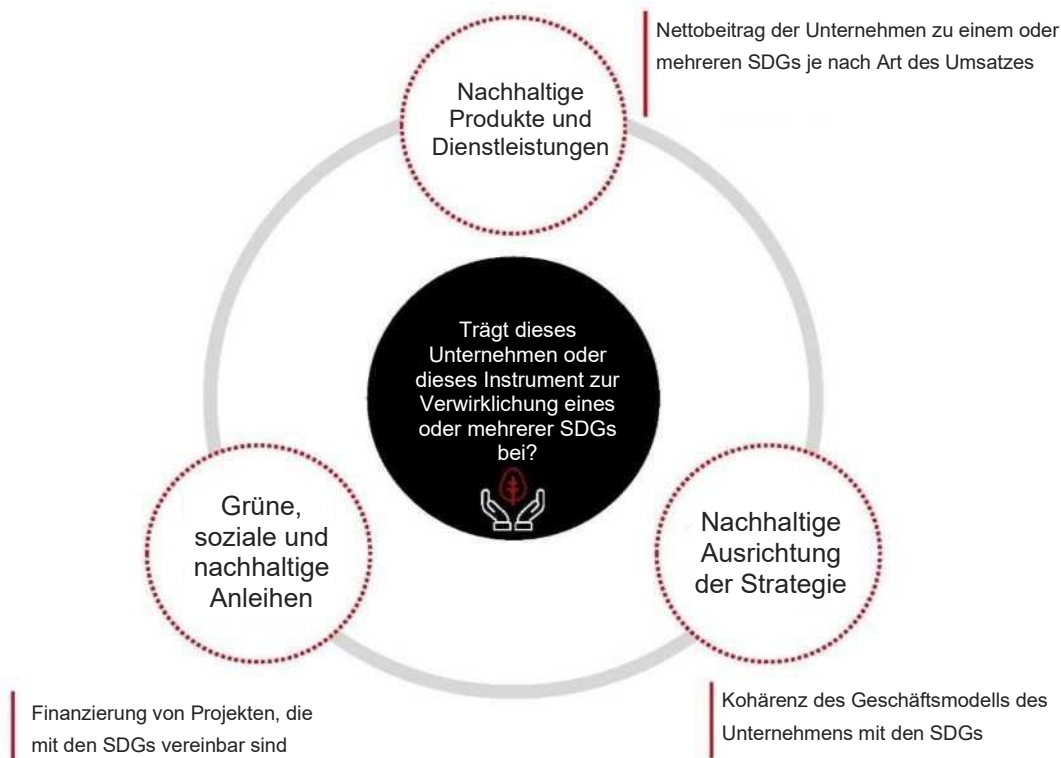 Nettobeitrag der Unternehmen zu einem oder
mehreren SDGs je nach Art des Umsatzes
Nachhaltige
Produkte und
Dienstleistungen
Trägt dieses
Unternehmen oder
dieses Instrument zur
Verwirklichung eines
oder mehrerer SDGs
bei?
Grüne,
soziale und
nachhaltige
Anleihen
Nachhaltige
Ausrichtung
der Strategie
Finanzierung von Projekten, die
mit den SDGs vereinbar sind
Kohärenz des Geschäftsmodells des
Unternehmens mit den SDGs